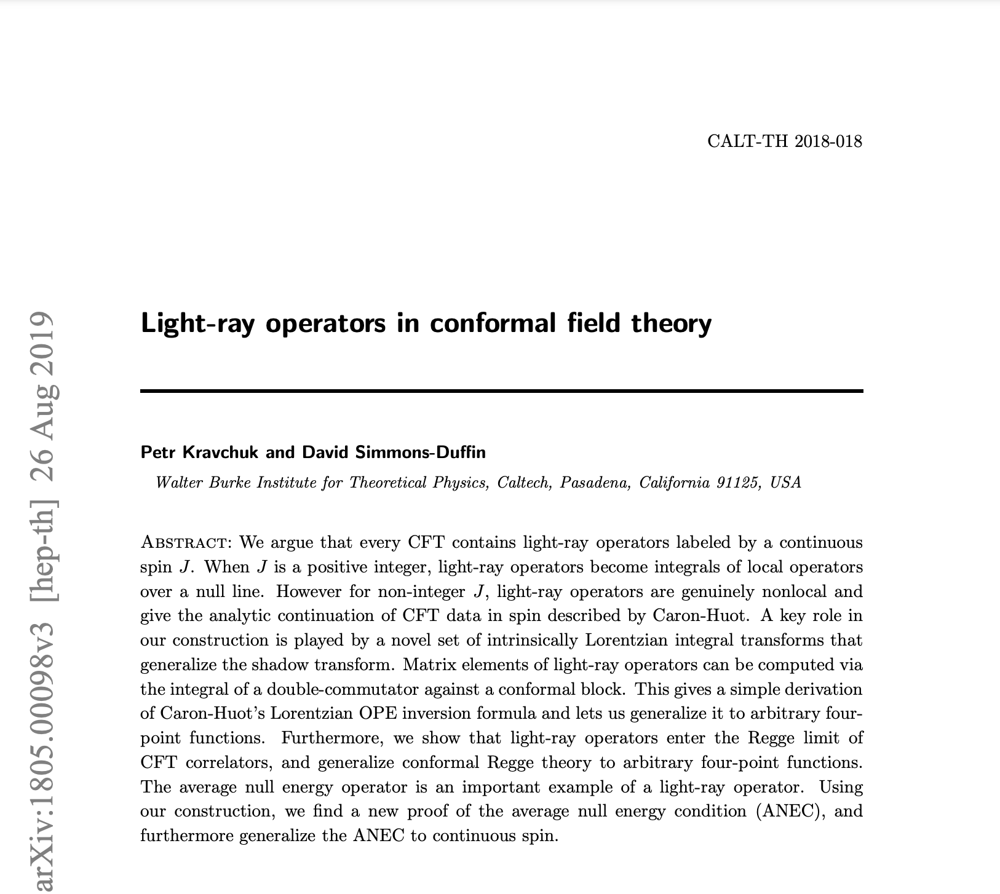 CALT-TH 2018-018
Light-ray operators in conformal field theory
Petr Kravchuk and David Simmons-Duffin
Walter Burke Institute for Theoretical Physics, Caltech, Pasadena, California 91125, USA
ABSTRACT: We argue that every CFT contains light-ray operators labeled by a continuous
spin J. When J is a positive integer, light-ray operators become integrals of local operators
over a null line. However for non-integer J, light-ray operators are genuinely nonlocal and
give the analytic continuation of CFT data in spin described by Caron-Huot. A key role in
our construction is played by a novel set of intrinsically Lorentzian integral transforms that
generalize the shadow transform. Matrix elements of light-ray operators can be computed via
the integral of a double-commutator against a conformal block. This gives a simple derivation
of Caron-Huot's Lorentzian OPE inversion formula and lets us generalize it to arbitrary four-
point functions. Furthermore, we show that light-ray operators enter the Regge limit of
CFT correlators, and generalize conformal Regge theory to arbitrary four-point functions.
The average null energy operator is an important example of a light-ray operator. Using
our construction, we find a new proof of the average null energy condition (ANEC), and
furthermore generalize the ANEC to continuous spin.
arXiv:1805.00098v3 [hep-th] 26 Aug 2019